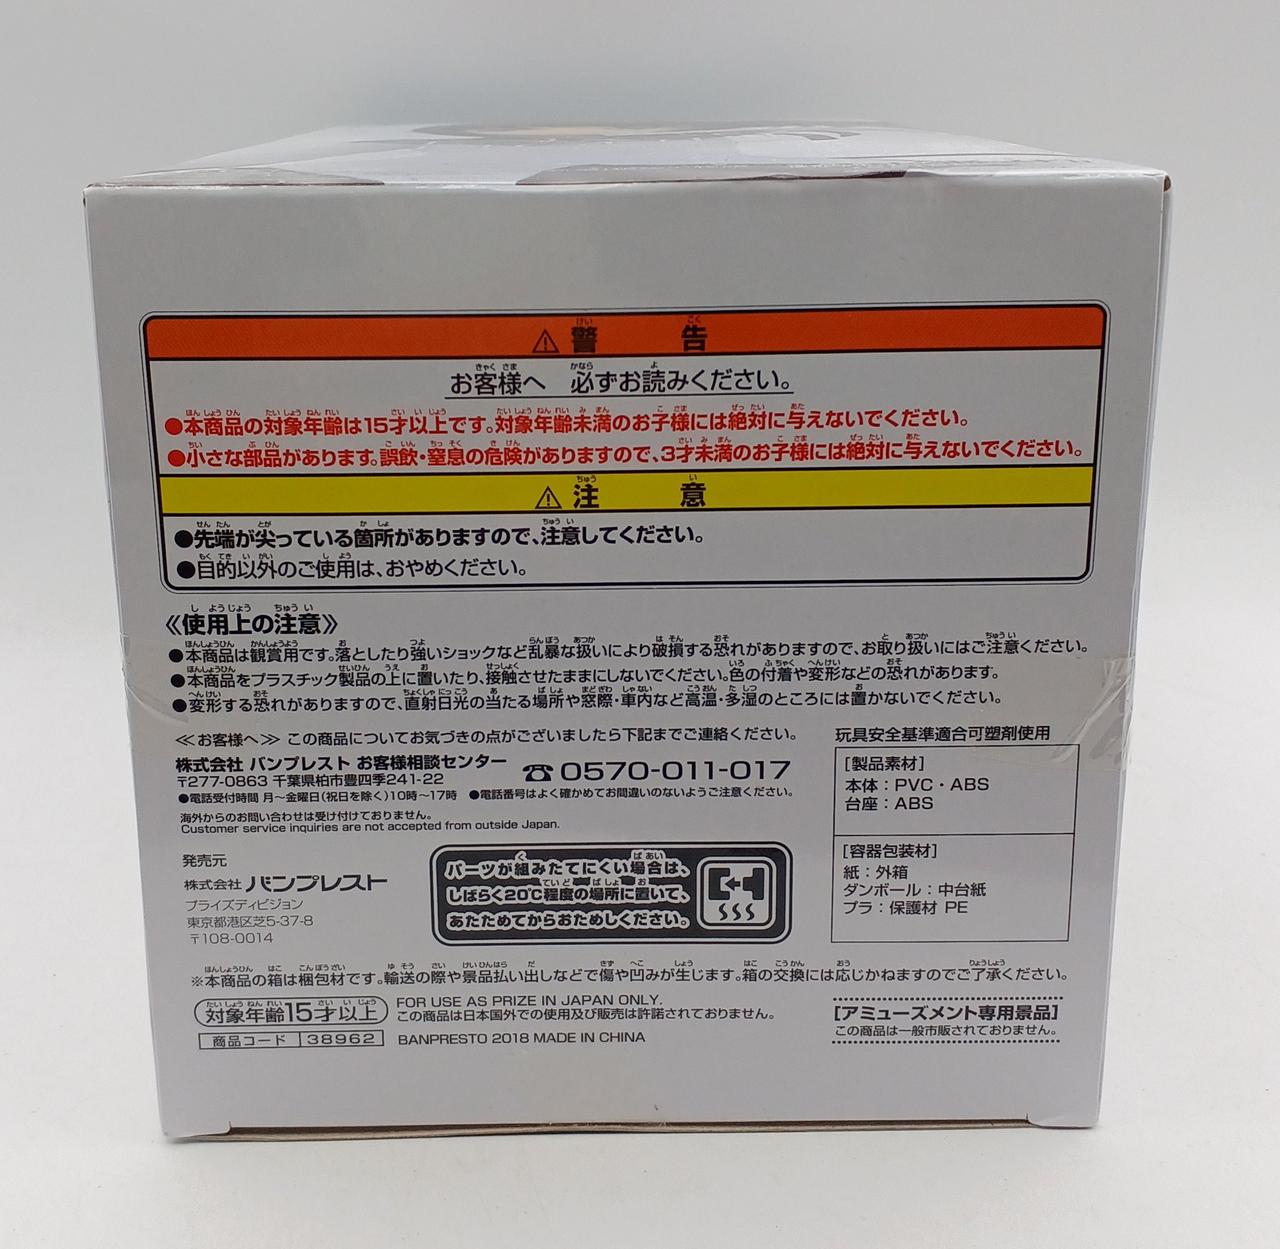 ⚠警告
お客様へ 必ずお読みください。
●本商品の対象年齢は15才以上です。対象年齢未満のお子様には絶対に与えないでください。
●小さな部品があります。誤飲・窒息の危険がありますので、3才未満のお子様には絶対に与えないでください。
⚠注意
●先端が尖っている箇所がありますので、注意してください。
●目的以外のご使用は、おやめください。
《使用上の注意》
●本商品は観賞用です。落としたり強いショックなど乱暴な扱いにより破損する恐れがありますので、お取り扱いにはご注意ください。
●本商品をプラスチック製品の上に置いたり、接触させたままにしないでください。色の付着や変形などの恐れがあります。
●変形する恐れがありますので、直射日光の当たる場所や窓際・車内など高温・多湿のところには置かないでください。
≪お客様へ≫ この商品についてお気づきの点がございましたら下記までご連絡ください。
株式会社 バンプレスト お客様相談センター
〒277-0863 千葉県柏市豊四季241-22
☎0570-011-017
●電話受付時間 月〜金曜日(祝日を除く)10時〜17時 ●電話番号はよく確かめてお間違いのないようご注意ください。
海外からのお問い合わせは受け付けておりません。
Customer service inquiries are not accepted from outside Japan.
玩具安全基準適合可塑剤使用
[製品素材]
本体：PVC・ABS
台座：ABS
[容器包装材]
紙：外箱
ダンボール：中台紙
プラ：保護材 PE
発売元
株式会社 バンプレスト
プライズディビジョン
東京都港区芝5-37-8
〒108-0014
パーツが組みたてにくい場合は、
しばらく20℃程度の場所に置いて、
あたためてからおためしください。
※本商品の箱は梱包材です。輸送の際や景品払い出しなどで傷や凹みが生じます。箱の交換には応じかねますのでご了承ください。
対象年齢15才以上
FOR USE AS PRIZE IN JAPAN ONLY.
この商品は日本国外での使用及び販売は許諾されておりません。
商品コード 38962
BANPRESTO 2018 MADE IN CHINA
[アミューズメント専用景品]
この商品は一般市販されておりません。